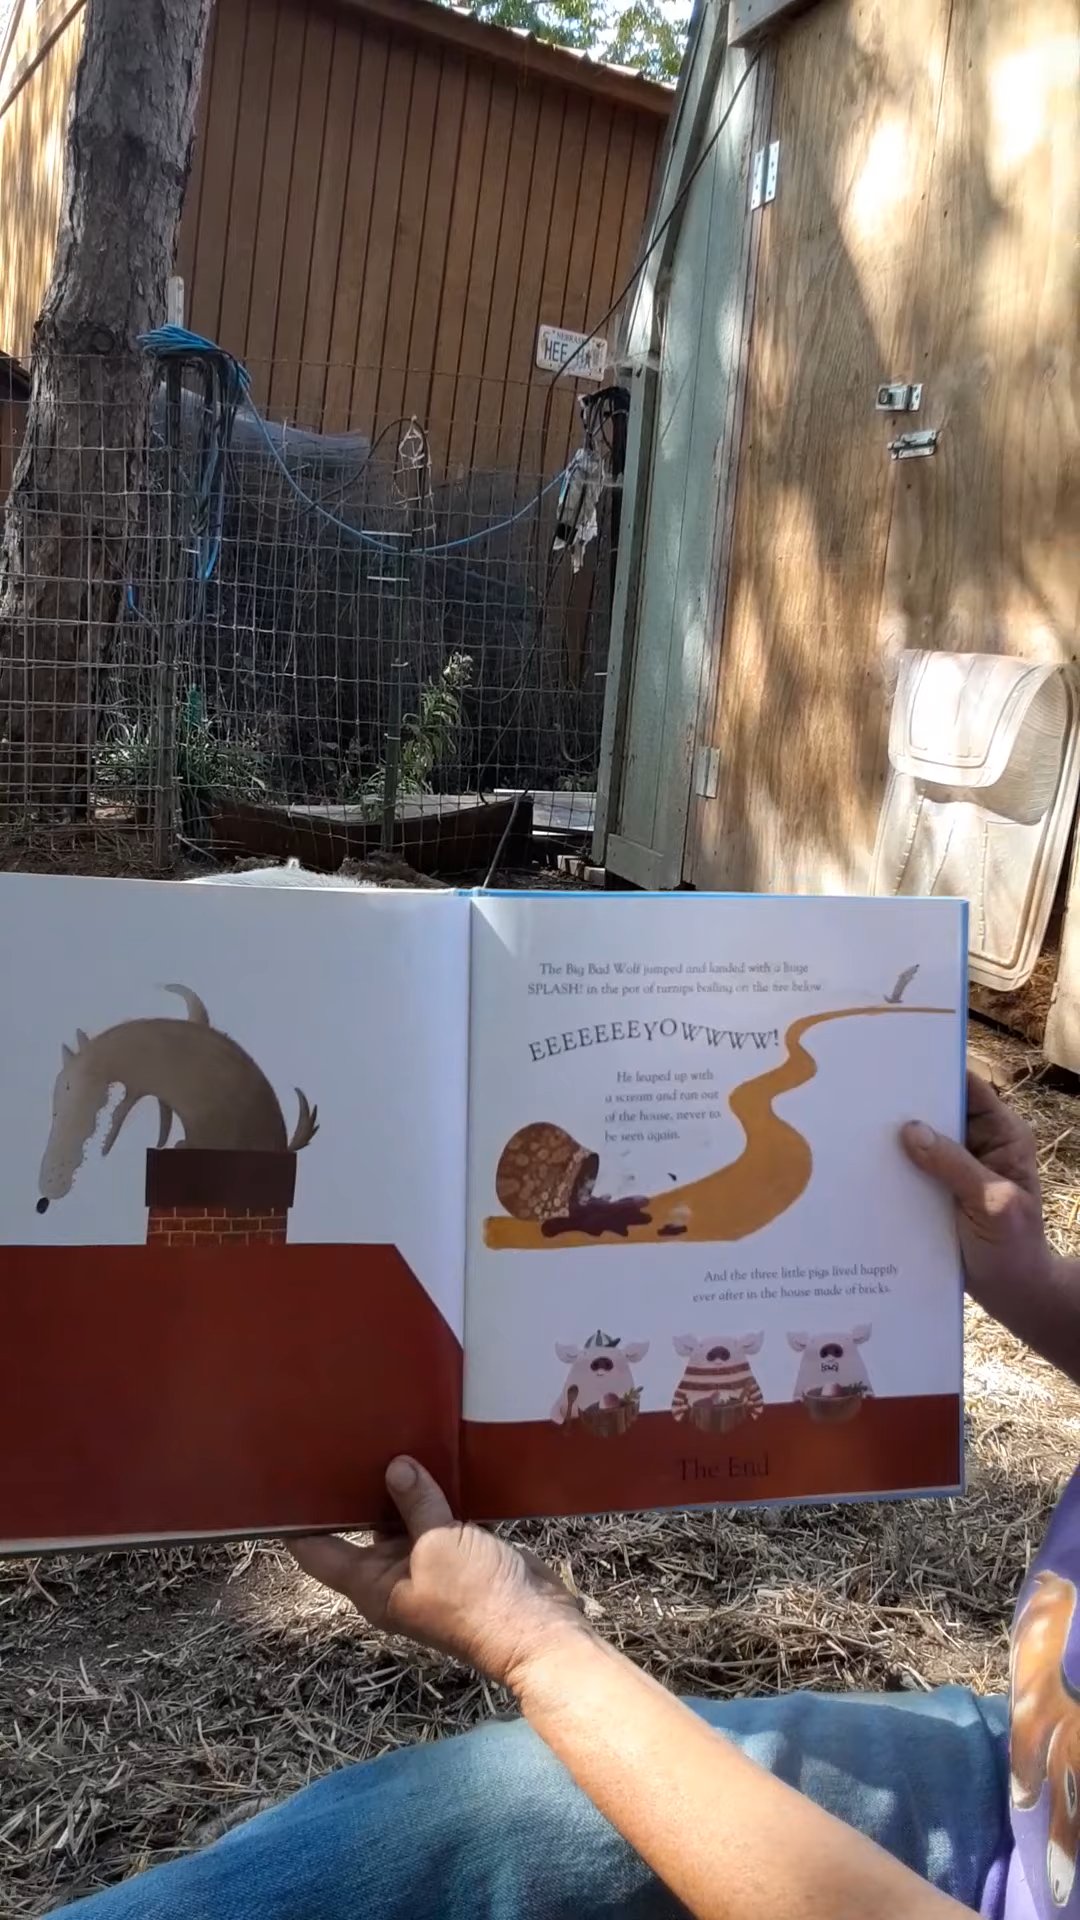 NEBRASKA
HEE
The Big Bad Wolf jumped and landed with a huge
SPLASH! in the pot of turnips boiling on the fire below.
EEEEEEEYOWWWW!
He leaped up with
a scream and ran out
of the house, never to
be seen again.
And the three little pigs lived happily
ever after in the house made of bricks.
The End